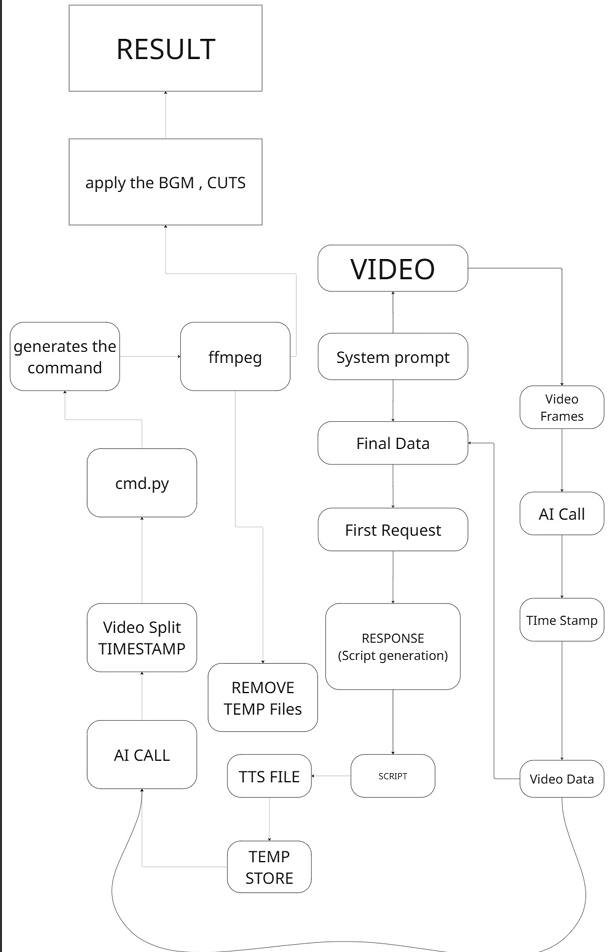 RESULT
apply the BGM , CUTS
VIDEO
generates the
command
ffmpeg
System prompt
Video
Frames
Final Data
cmd.py
AI Call
First Request
Video Split
TIMESTAMP
RESPONSE
(Script generation)
TIme Stamp
REMOVE
TEMP Files
AI CALL
TTS FILE
SCRIPT
Video Data
TEMP
STORE